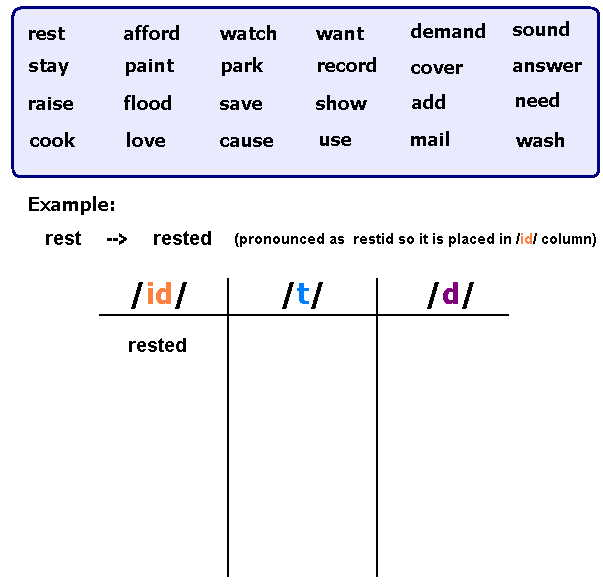 rest afford watch want demand sound
stay paint park record cover answer
raise flood save show add need
cook love cause use mail wash
Example:
rest --> rested (pronounced as restid so it is placed in /id/ column)
/id/ /t/ /d/
rested